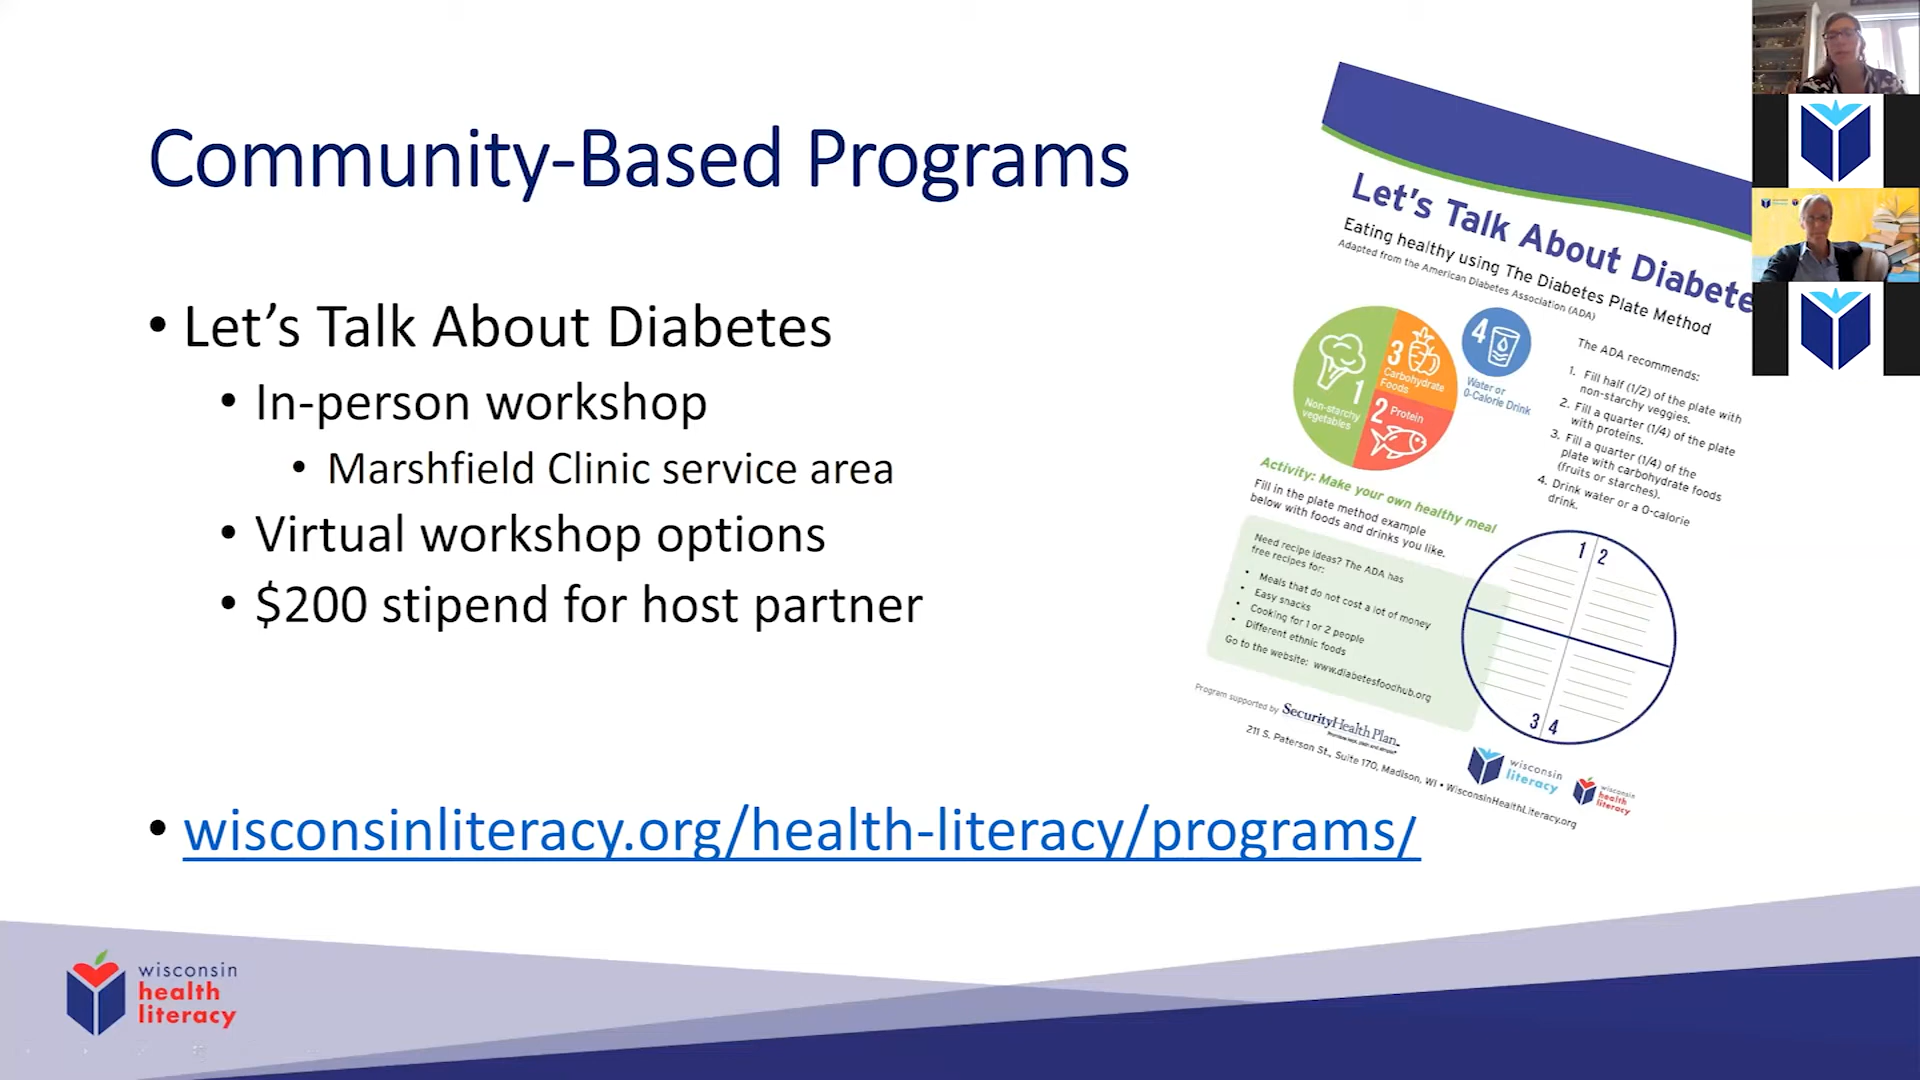 Community-Based Programs
• Let’s Talk About Diabetes
• In-person workshop
• Marshfield Clinic service area
• Virtual workshop options
• $200 stipend for host partner
• wisconsinliteracy.org/health-literacy/programs/
wisconsin
health
literacy
Let’s Talk About Diabete
Eating healthy using The Diabetes Plate Method
Adapted from the American Diabetes Association (ADA)
1
Non-starchy
vegetables
3
Carbohydrate
Foods
2 Protein
4
Water or
0-Calorie Drink
The ADA recommends:
1. Fill half (1/2) of the plate with
non-starchy veggies.
2. Fill a quarter (1/4) of the plate
with proteins.
3. Fill a quarter (1/4) of the
plate with carbohydrate foods
(fruits or starches).
4. Drink water or a 0-calorie
drink.
Activity: Make your own healthy meal
Fill in the plate method example
below with foods and drinks you like.
Need recipe ideas? The ADA has
free recipes for:
• Meals that do not cost a lot of money
• Easy snacks
• Cooking for 1 or 2 people
• Different ethnic foods
Go to the website: www.diabetesfoodhub.org
1 2
3 4
Program supported by SecurityHealth Plan
211 S. Paterson St., Suite 170, Madison, WI • WisconsinHealthLiteracy.org
wisconsin
literacy
wisconsin
health
literacy